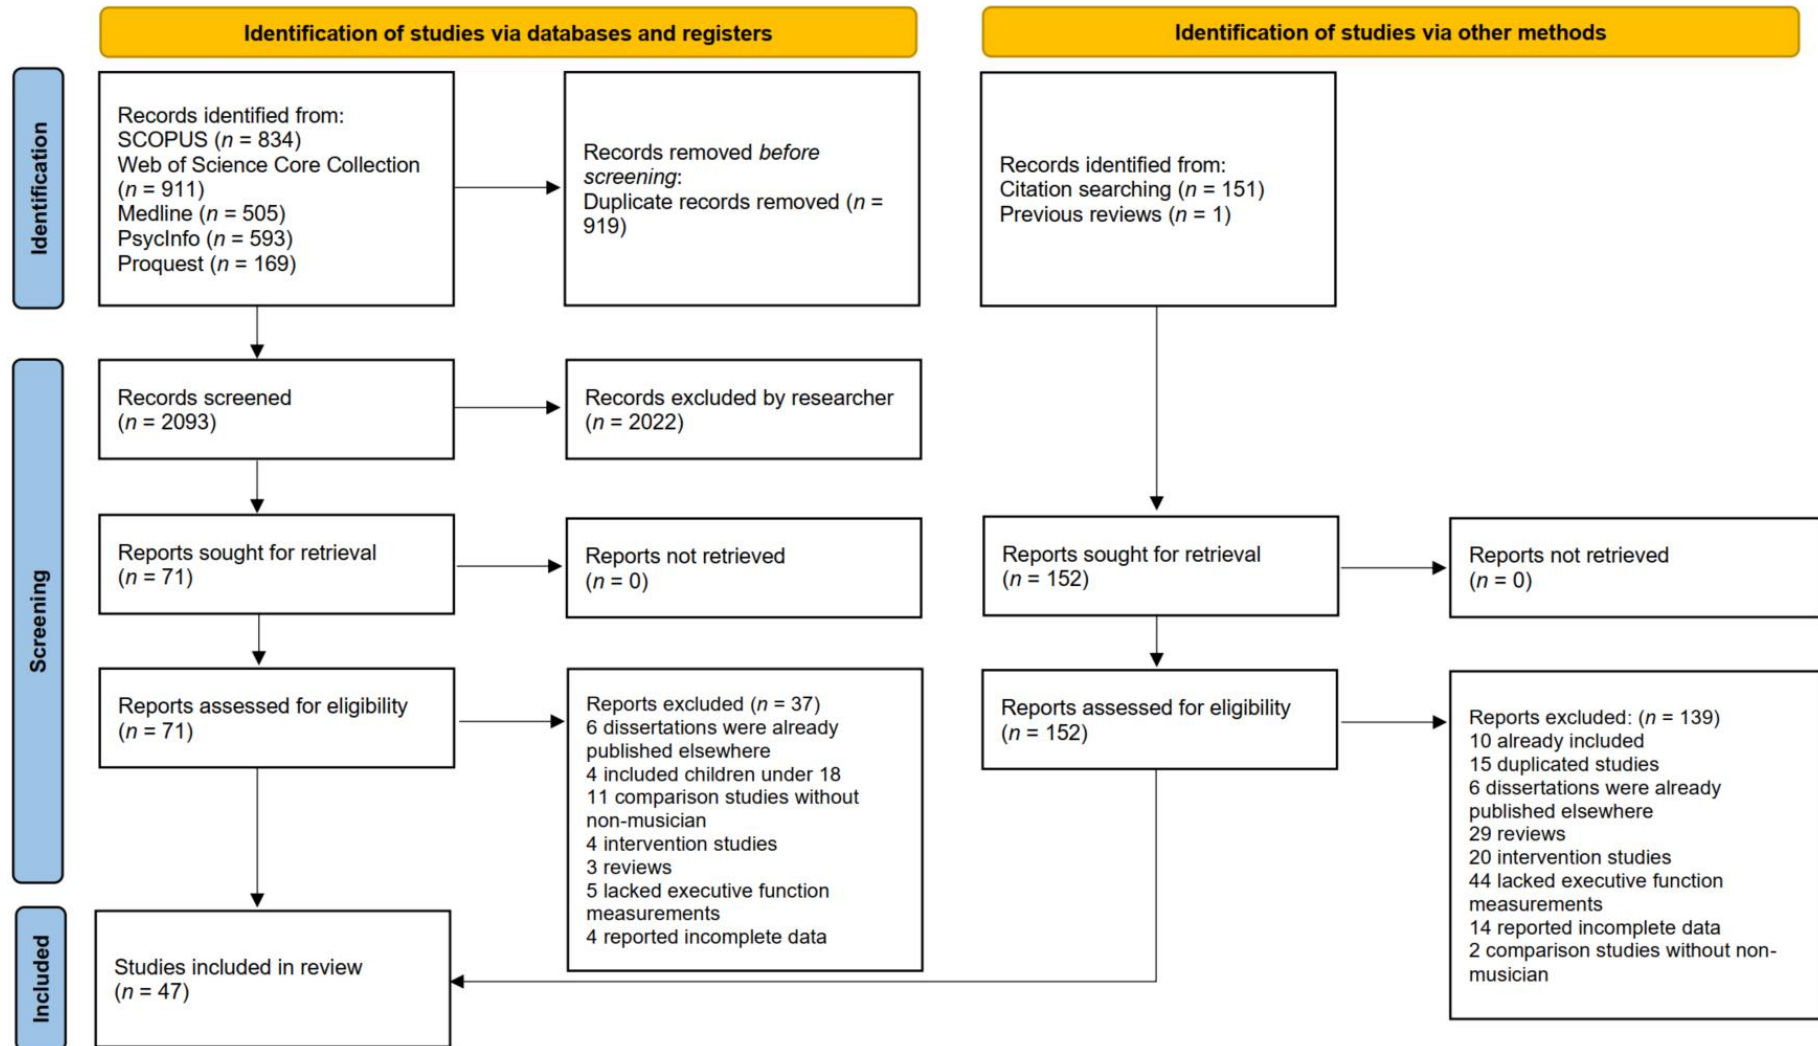 Identification of studies via databases and registers
Identification of studies via other methods
Identification
Records identified from:
SCOPUS (n = 834)
Web of Science Core Collection
(n = 911)
Medline (n = 505)
PsycInfo (n = 593)
Proquest (n = 169)
Records removed before
screening:
Duplicate records removed (n =
919)
Records identified from:
Citation searching (n = 151)
Previous reviews (n = 1)
Screening
Records screened
(n = 2093)
Records excluded by researcher
(n = 2022)
Reports sought for retrieval
(n = 71)
Reports not retrieved
(n = 0)
Reports sought for retrieval
(n = 152)
Reports not retrieved
(n = 0)
Reports assessed for eligibility
(n = 71)
Reports excluded (n = 37)
6 dissertations were already
published elsewhere
4 included children under 18
11 comparison studies without
non-musician
4 intervention studies
3 reviews
5 lacked executive function
measurements
4 reported incomplete data
Reports assessed for eligibility
(n = 152)
Reports excluded: (n = 139)
10 already included
15 duplicated studies
6 dissertations were already
published elsewhere
29 reviews
20 intervention studies
44 lacked executive function
measurements
14 reported incomplete data
2 comparison studies without non-
musician
Included
Studies included in review
(n = 47)